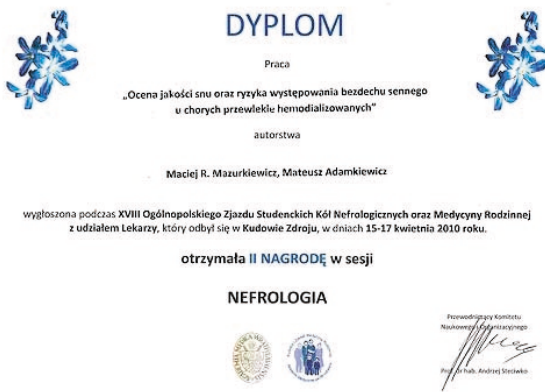 DYPLOM
Praca
„Ocena jakości snu oraz ryzyka występowania bezdechu sennego
u chorych przewlekle hemodializowanych"
autorstwa
Maciej R. Mazurkiewicz, Mateusz Adamkiewicz
wygłoszona podczas XVIII Ogólnopolskiego Zjazdu Studenckich Kół Nefrologicznych oraz Medycyny Rodzinnej
z udziałem Lekarzy, który odbył się w Kudowie Zdroju, w dniach 15-17 kwietnia 2010 roku.
otrzymała II NAGRODĘ w sesji
NEFROLOGIA
Przewodniczący Komitetu
Naukowego i Organizacyjnego
Prof. dr hab. Andrzej Steciwko